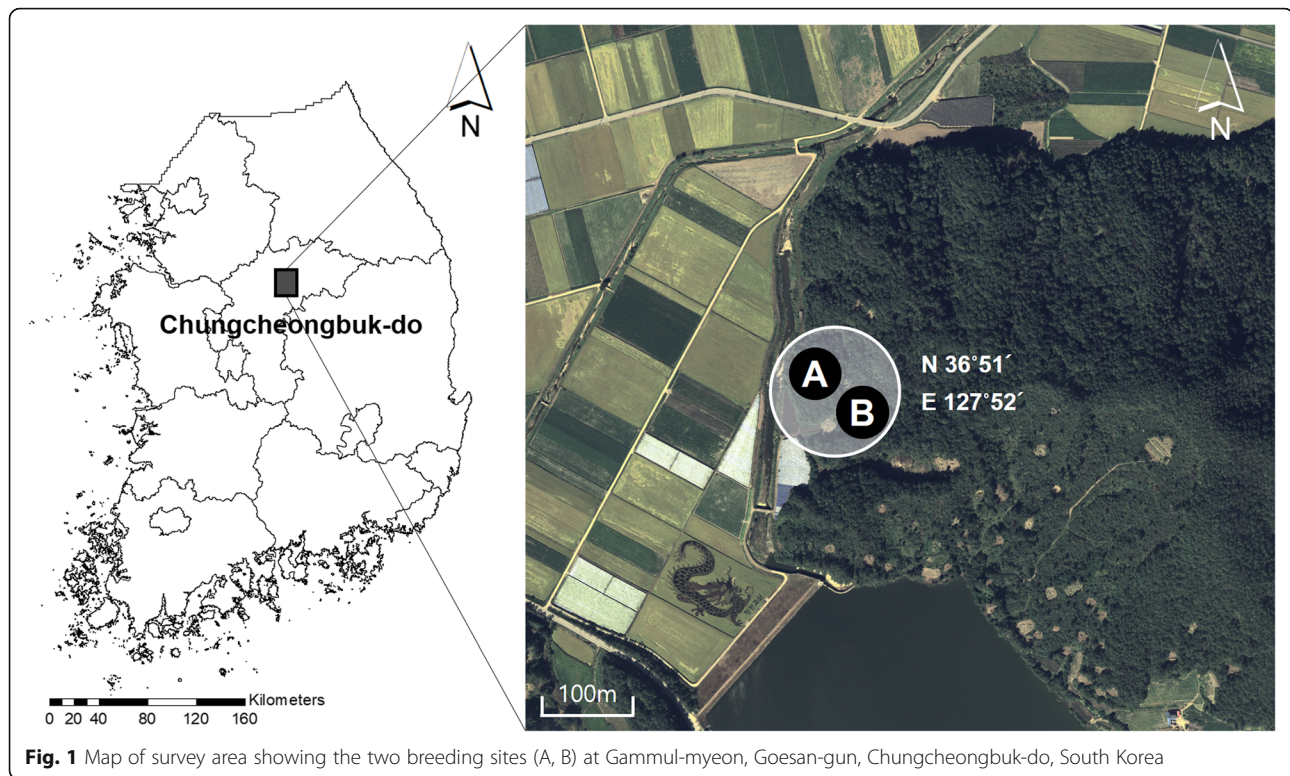 N
Chungcheongbuk-do
Kilometers
0 20 40 80 120 160
N
A
B
N 36°51´
E 127°52´
100m
Fig. 1 Map of survey area showing the two breeding sites (A, B) at Gammul-myeon, Goesan-gun, Chungcheongbuk-do, South Korea